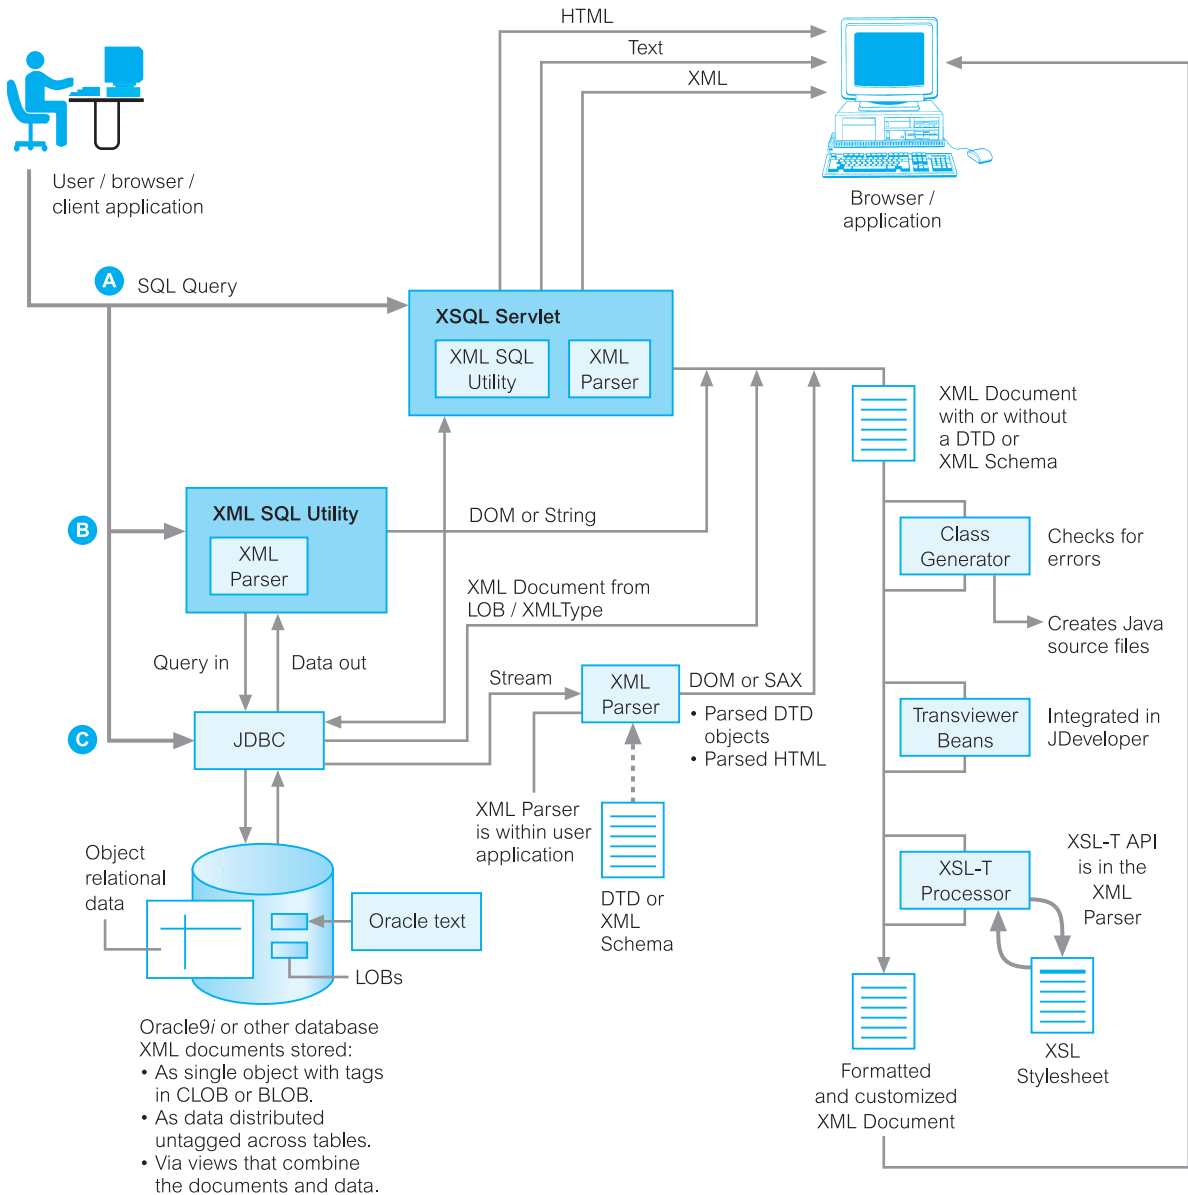 HTML
Text
XML
User / browser /
client application
Browser /
application
A
SQL Query
XSQL Servlet
XML SQL
Utility
XML
Parser
XML Document
with or without
a DTD or
XML Schema
B
XML SQL Utility
XML
Parser
DOM or String
Class
Generator
Checks for
errors
XML Document from
LOB / XMLType
Creates Java
source files
Query in
Data out
Stream
XML
Parser
DOM or SAX
• Parsed DTD
objects
• Parsed HTML
C
JDBC
Transviewer
Beans
Integrated in
JDeveloper
XML Parser
is within user
application
DTD or
XML
Schema
Object
relational
data
Oracle text
LOBs
XSL-T
Processor
XSL-T API
is in the
XML
Parser
XSL
Stylesheet
Formatted
and customized
XML Document
Oracle9i or other database
XML documents stored:
• As single object with tags
in CLOB or BLOB.
• As data distributed
untagged across tables.
• Via views that combine
the documents and data.